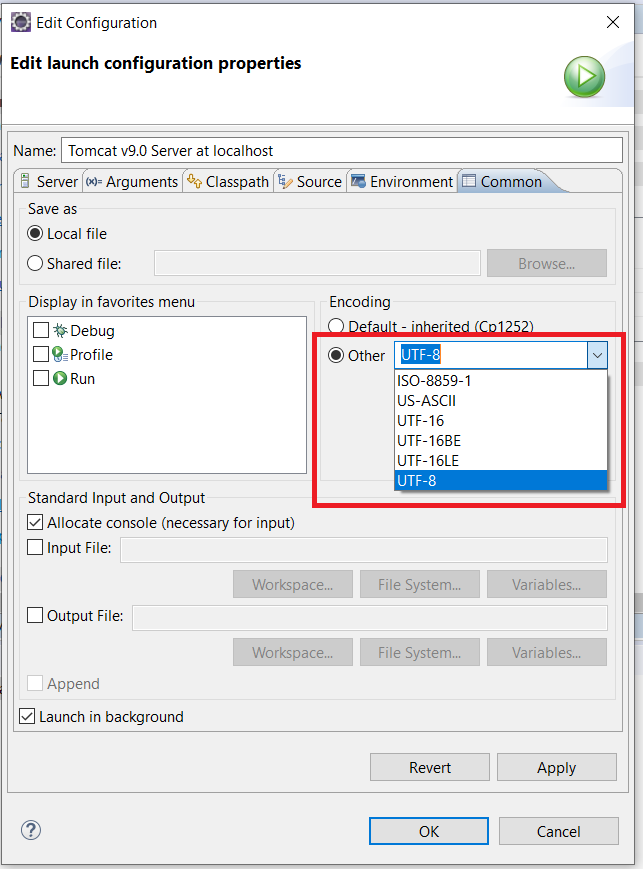 Edit Configuration
Edit launch configuration properties
Name: Tomcat v9.0 Server at localhost
Server (x)= Arguments Classpath Source Environment Common
Save as
Local file
Shared file: Browse...
Display in favorites menu
Debug
Profile
Run
Encoding
Default - inherited (Cp1252)
Other UTF-8
ISO-8859-1
US-ASCII
UTF-16
UTF-16BE
UTF-16LE
UTF-8
Standard Input and Output
Allocate console (necessary for input)
Input File:
Workspace... File System... Variables...
Output File:
Workspace... File System... Variables...
Append
Launch in background
Revert Apply
? OK Cancel